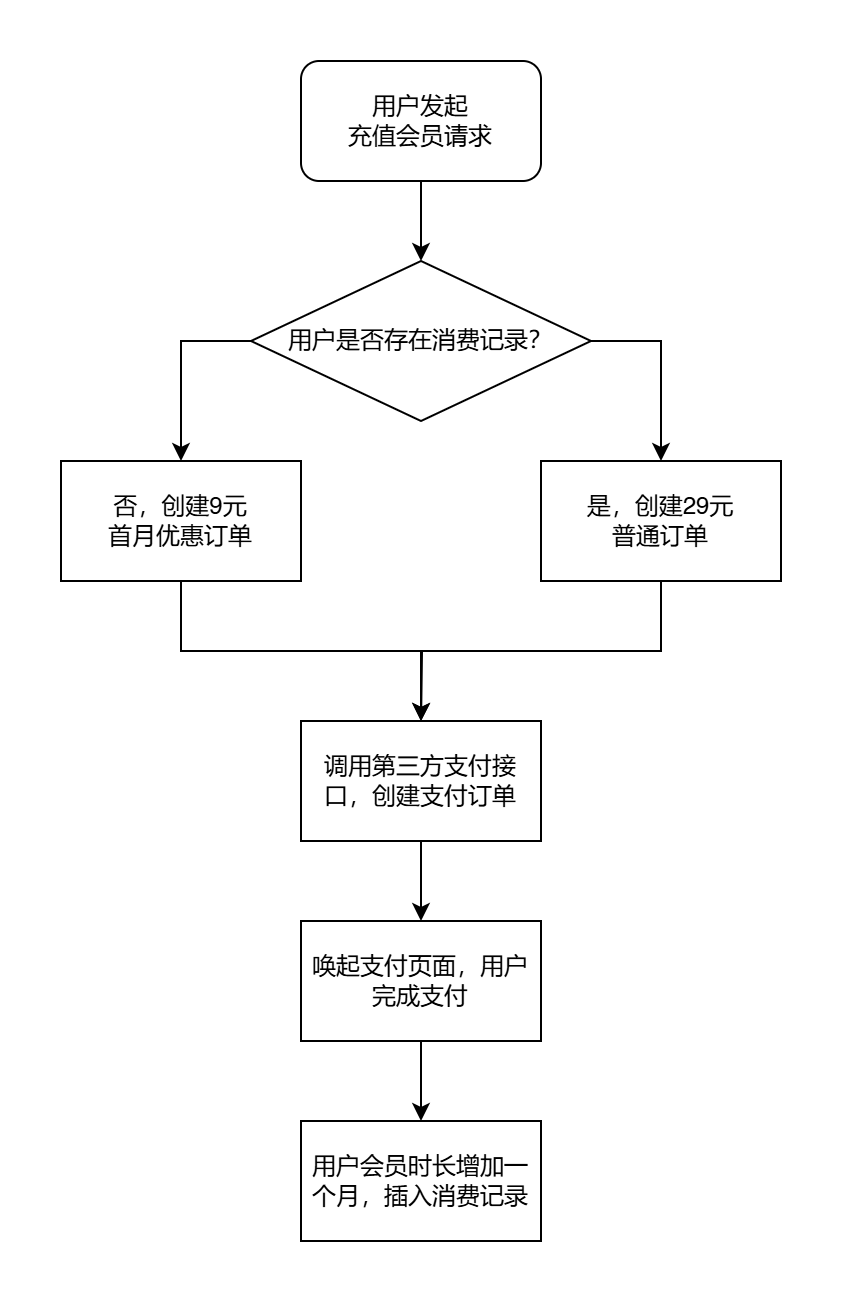 用户发起
充值会员请求
用户是否存在消费记录?
否，创建9元
首月优惠订单
是，创建29元
普通订单
调用第三方支付接
口，创建支付订单
唤起支付页面，用户
完成支付
用户会员时长增加一
个月，插入消费记录